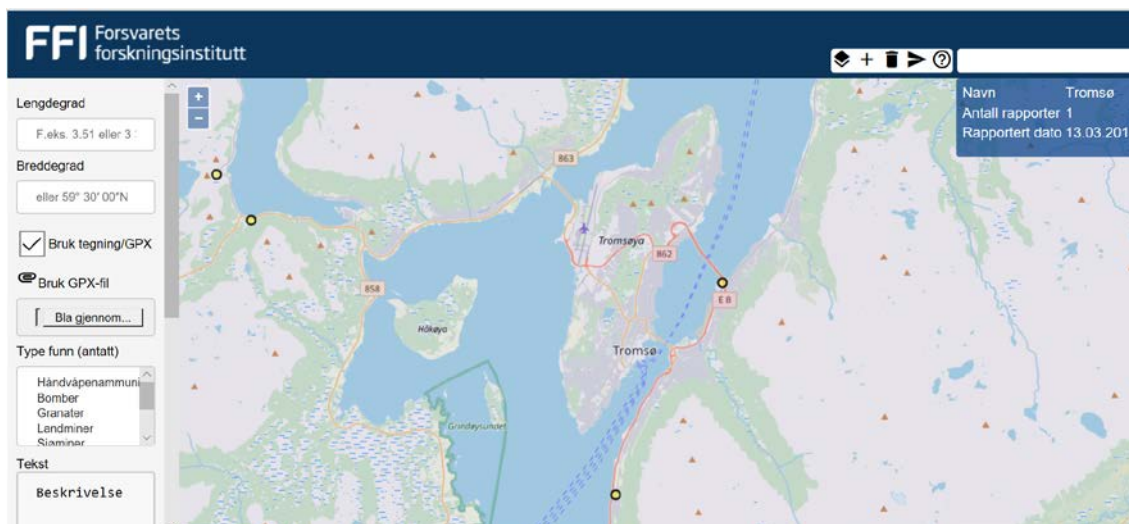 FFI Forsvarets
forskningsinstitutt
Lengdegrad
F.eks. 3.51 eller 3
Breddegrad
eller 59° 30' 00"N
Bruk tegning/GPX
Bruk GPX-fil
Bla gjennom...
Type funn (antatt)
Håndvåpenammuni
Bomber
Granater
Landminer
Sjøminer
Tekst
Beskrivelse
+
−
Navn Tromsø
Antall rapporter 1
Rapportert dato 13.03.201
863
Tromsøya
862
858
E 8
Håkøya
Tromsø
Grindøysundet